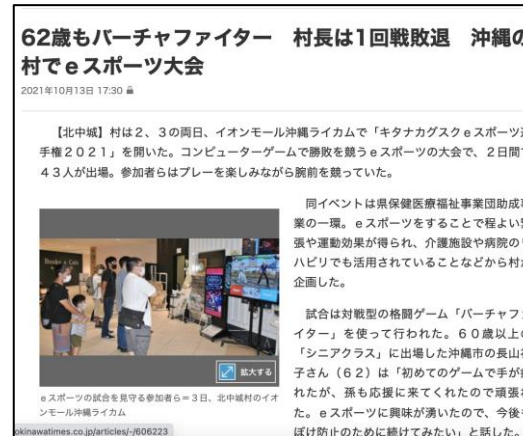 62歳もバーチャファイター　村長は1回戦敗退　沖縄の
村でｅスポーツ大会
2021年10月13日 17:30
【北中城】村は２、３の両日、イオンモール沖縄ライカムで「キタナカグスクｅスポーツ
手権２０２１」を開いた。コンピューターゲームで勝敗を競うｅスポーツの大会で、２日間で
４３人が出場。参加者らはプレーを楽しみながら腕前を競っていた。
同イベントは県保健医療福祉事業団助成事
業の一環。ｅスポーツをすることで程よい緊
張や運動効果が得られ、介護施設や病院のリ
ハビリでも活用されていることなどから村が
企画した。
試合は対戦型の格闘ゲーム「バーチャファ
イター」を使って行われた。６０歳以上の
「シニアクラス」に出場した沖縄市の長山
子さん（６２）は「初めてのゲームで手が
れたが、孫も応援に来てくれたので頑張れ
た。ｅスポーツに興味が湧いたので、今後も
ぼけ防止のために続けてみたい」と話した。
Books & Cafe
拡大する
ｅスポーツの試合を見守る参加者ら＝３日、北中城村のイオ
ンモール沖縄ライカム
okinawatimes.co.jp/articles/-/606223